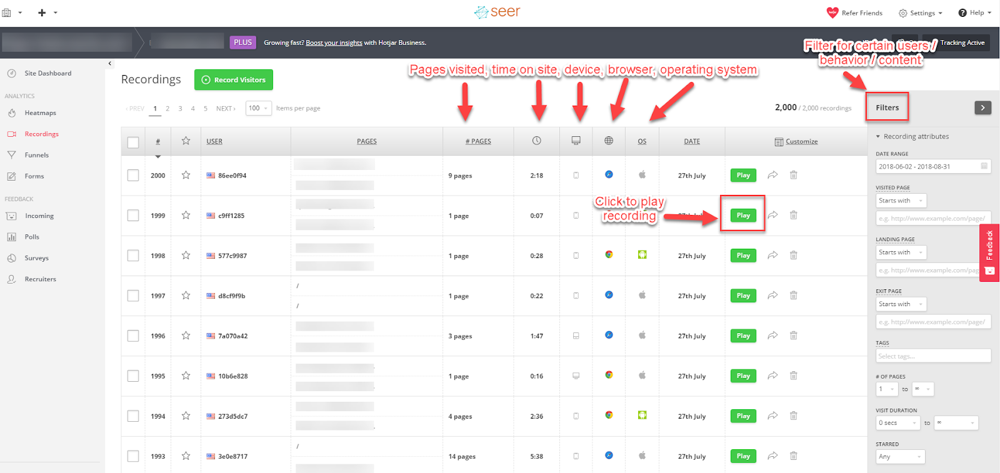 seer
Refer Friends
Settings
Help
PLUS
Growing fast? Boost your insights with Hotjar Business.
Tracking Active
Filter for certain users /
behavior / content
Pages visited, time on site, device, browser, operating system
Site Dashboard
ANALYTICS
Heatmaps
Recordings
Funnels
Forms
FEEDBACK
Incoming
Polls
Surveys
Recruiters
Recordings
Record Visitors
‹ PREV 1 2 3 4 5 NEXT › 100 Items per page
2,000 / 2,000 recordings
# USER PAGES # PAGES OS DATE Customize
2000 86ee0f94 9 pages 2:18 27th July Play
Click to play
recording
1999 c9ff1285 1 page 0:07 27th July Play
1998 577c9987 1 page 0:28 27th July Play
/
1997 d8cf9f9b 1 page 0:22 27th July Play
/
1996 7a070a42 3 pages 1:47 27th July Play
1995 10b6e828 1 page 0:16 27th July Play
1994 273d5dc7 4 pages 2:36 27th July Play
/
1993 3e0e8717 14 pages 5:38 27th July Play
Filters
Recording attributes
DATE RANGE
2018-06-02 - 2018-08-31
VISITED PAGE
Starts with
e.g. http://www.example.com/page/
LANDING PAGE
Starts with
e.g. http://www.example.com/page/
EXIT PAGE
Starts with
e.g. http://www.example.com/page/
TAGS
Select tags...
# OF PAGES
1 to ∞
VISIT DURATION
0 secs to ∞
STARRED
Any
Feedback